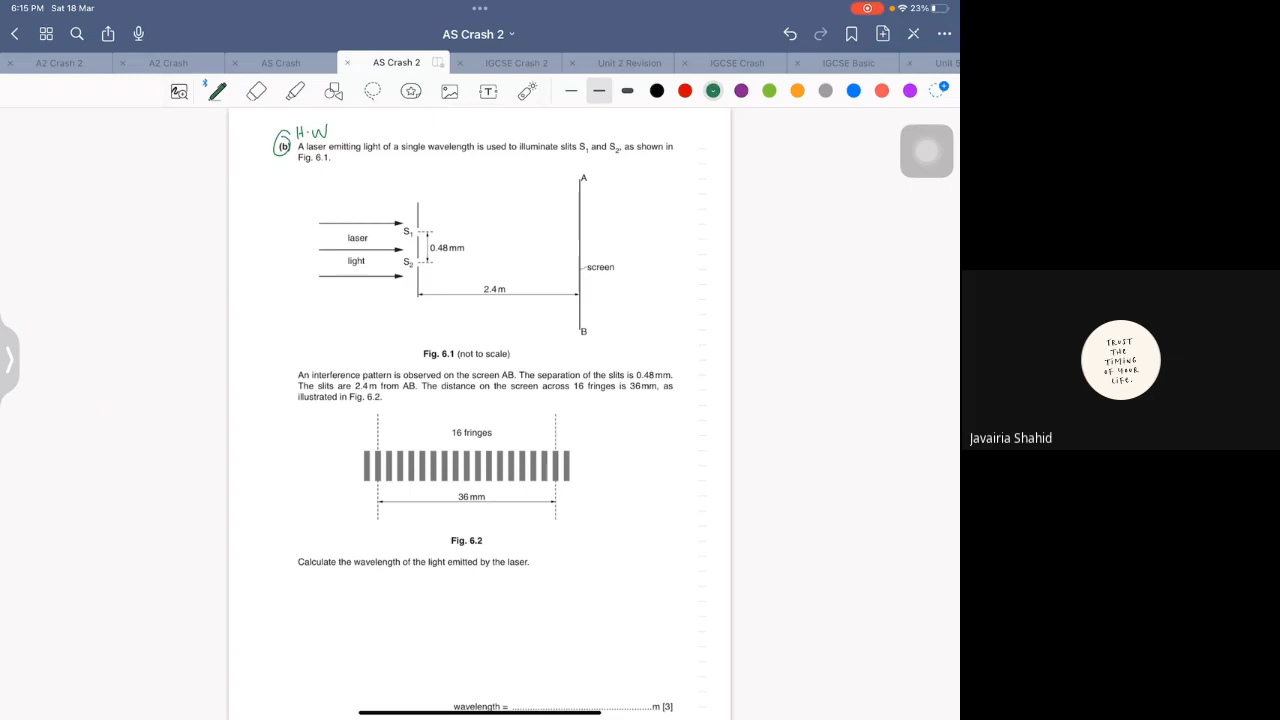 6:15 PM Sat 18 Mar
23%
AS Crash 2
A2 Crash 2
A2 Crash
AS Crash
AS Crash 2
IGCSE Crash 2
Unit 2 Revision
IGCSE Crash
IGCSE Basic
Unit 5
H.W
(b) A laser emitting light of a single wavelength is used to illuminate slits S1 and S2, as shown in
Fig. 6.1.
A
laser
light
S1
S2
0.48 mm
screen
2.4 m
B
Fig. 6.1 (not to scale)
An interference pattern is observed on the screen AB. The separation of the slits is 0.48 mm.
The slits are 2.4 m from AB. The distance on the screen across 16 fringes is 36 mm, as
illustrated in Fig. 6.2.
16 fringes
36 mm
Fig. 6.2
Calculate the wavelength of the light emitted by the laser.
wavelength = ......................................................m [3]
TRUST
THE
TIMING
OF YOUR
LIFE.
Javairia Shahid